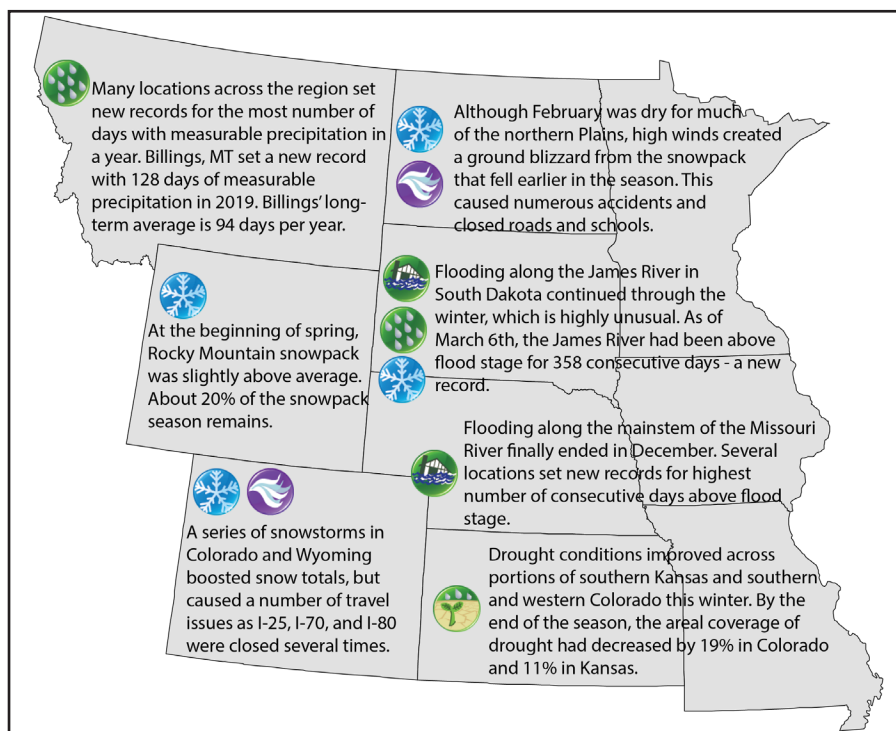 Many locations across the region set
new records for the most number of
days with measurable precipitation in
a year. Billings, MT set a new record
with 128 days of measurable
precipitation in 2019. Billings' long-
term average is 94 days per year.
Although February was dry for much
of the northern Plains, high winds created
a ground blizzard from the snowpack
that fell earlier in the season. This
caused numerous accidents and
closed roads and schools.
Flooding along the James River in
South Dakota continued through the
winter, which is highly unusual. As of
March 6th, the James River had been above
flood stage for 358 consecutive days - a new
record.
At the beginning of spring,
Rocky Mountain snowpack
was slightly above average.
About 20% of the snowpack
season remains.
Flooding along the mainstem of the Missouri
River finally ended in December. Several
locations set new records for highest
number of consecutive days above flood
stage.
A series of snowstorms in
Colorado and Wyoming
boosted snow totals, but
caused a number of travel
issues as I-25, I-70, and I-80
were closed several times.
Drought conditions improved across
portions of southern Kansas and southern
and western Colorado this winter. By the
end of the season, the areal coverage of
drought had decreased by 19% in Colorado
and 11% in Kansas.